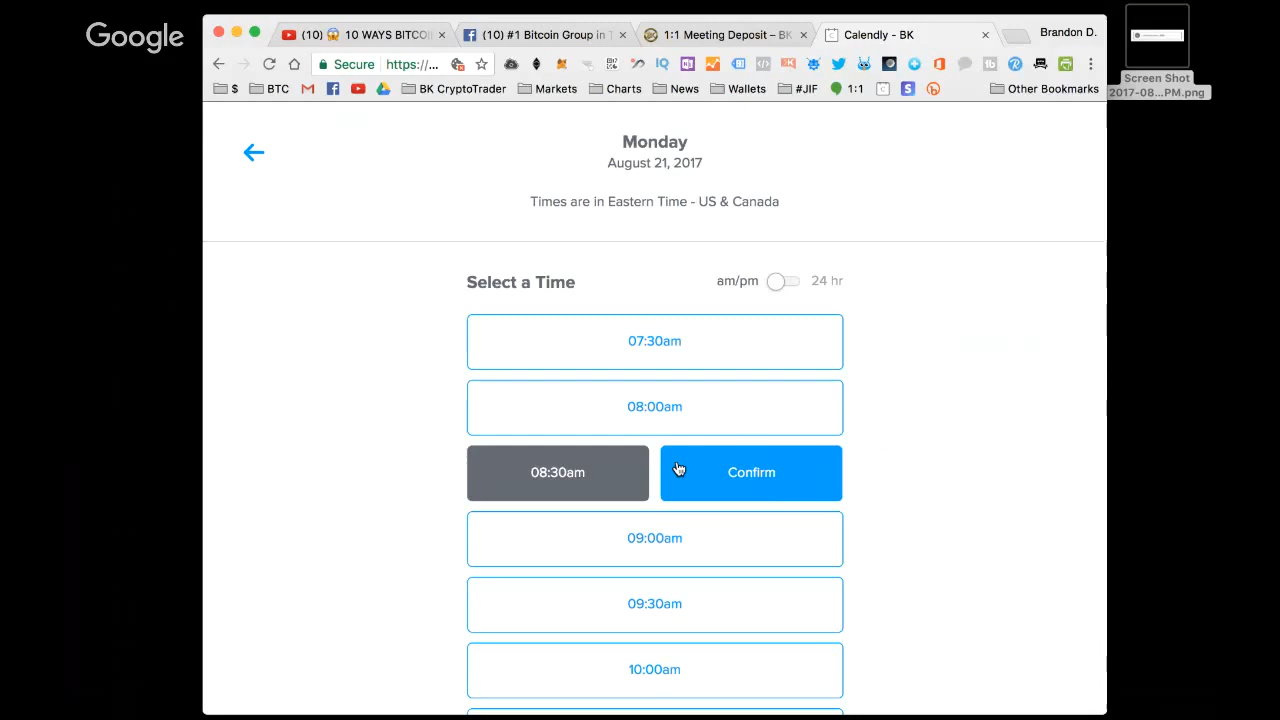 Google
(10) 😱 10 WAYS BITCOI
(10) #1 Bitcoin Group in T
1:1 Meeting Deposit – BK
Calendly - BK
Brandon D.
Secure
https://...
$
BTC
BK CryptoTrader
Markets
Charts
News
Wallets
#JIF
1:1
Other Bookmarks
Screen Shot
2017-08...PM.png
Monday
August 21, 2017
Times are in Eastern Time - US & Canada
Select a Time
am/pm
24 hr
07:30am
08:00am
08:30am
Confirm
09:00am
09:30am
10:00am